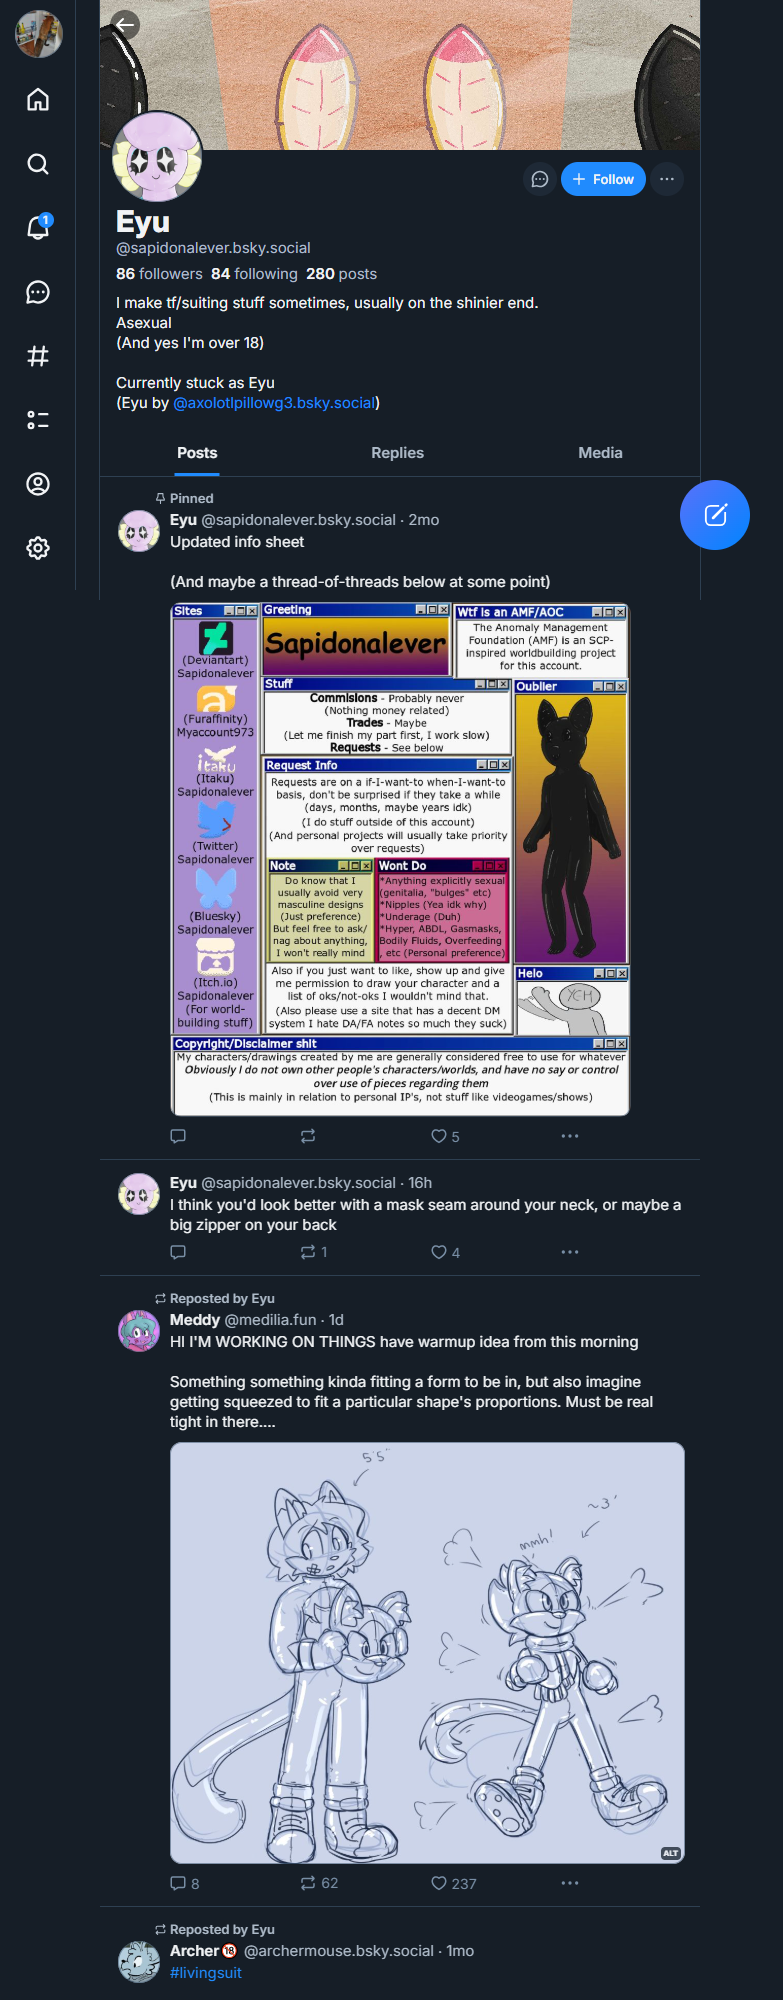 1
Follow
Eyu
@sapidonalever.bsky.social
86 followers 84 following 280 posts
I make tf/suiting stuff sometimes, usually on the shinier end.
Asexual
(And yes I'm over 18)
Currently stuck as Eyu
(Eyu by @axolotlpillowg3.bsky.social)
Posts Replies Media
Pinned
Eyu @sapidonalever.bsky.social · 2mo
Updated info sheet
(And maybe a thread-of-threads below at some point)
Sites
(Deviantart)
Sapidonalever
(Furaffinity)
Myaccount973
itaku
(Itaku)
Sapidonalever
(Twitter)
Sapidonalever
(Bluesky)
Sapidonalever
(Itch.io)
Sapidonalever
(For world-
building stuff)
Greeting
Sapidonalever
Wtf is an AMF/AOC
The Anomaly Management
Foundation (AMF) is an SCP-
inspired worldbuilding project
for this account.
Stuff
Commisions - Probably never
(Nothing money related)
Trades - Maybe
(Let me finish my part first, I work slow)
Requests - See below
Oublier
Request Info
Requests are on a if-I-want-to when-I-want-to
basis, don't be surprised if they take a while
(days, months, maybe years idk)
(I do stuff outside of this account)
(And personal projects will usually take priority
over requests)
Note
Do know that I
usually avoid very
masculine designs
(Just preference)
But feel free to ask/
nag about anything,
I won't really mind
Wont Do
*Anything explicitly sexual
(genitalia, "bulges" etc)
*Nipples (Yea idk why)
*Underage (Duh)
*Hyper, ABDL, Gasmasks,
Bodily Fluids, Overfeeding
, etc (Personal preference)
Also if you just want to like, show up and give
me permission to draw your character and a
list of oks/not-oks I wouldn't mind that.
(Also please use a site that has a decent DM
system I hate DA/FA notes so much they suck)
Helo
YCH
Copyright/Disclaimer shit
My characters/drawings created by me are generally considered free to use for whatever
Obviously I do not own other people's characters/worlds, and have no say or control
over use of pieces regarding them
(This is mainly in relation to personal IP's, not stuff like videogames/shows)
5
Eyu @sapidonalever.bsky.social · 16h
I think you'd look better with a mask seam around your neck, or maybe a
big zipper on your back
1 4
Reposted by Eyu
Meddy @medilia.fun · 1d
HI I'M WORKING ON THINGS have warmup idea from this morning
Something something kinda fitting a form to be in, but also imagine
getting squeezed to fit a particular shape's proportions. Must be real
tight in there....
5'5"
~3'
mmh!
ALT
8 62 237
Reposted by Eyu
Archer🔞 @archermouse.bsky.social · 1mo
#livingsuit